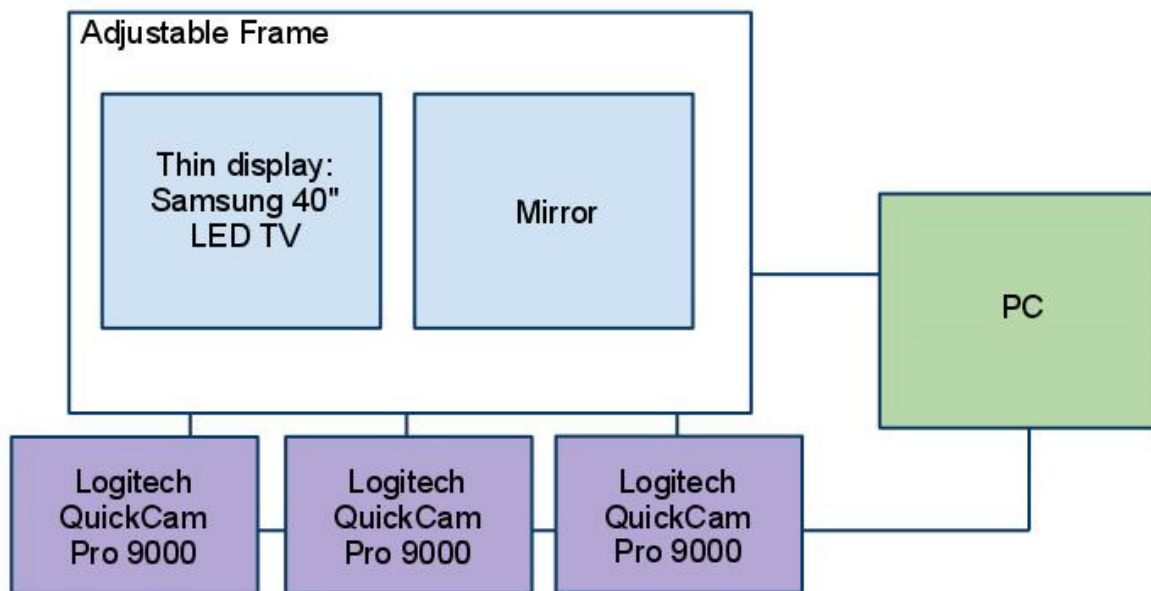 Adjustable Frame
Thin display:
Samsung 40"
LED TV
Mirror
PC
Logitech
QuickCam
Pro 9000
Logitech
QuickCam
Pro 9000
Logitech
QuickCam
Pro 9000